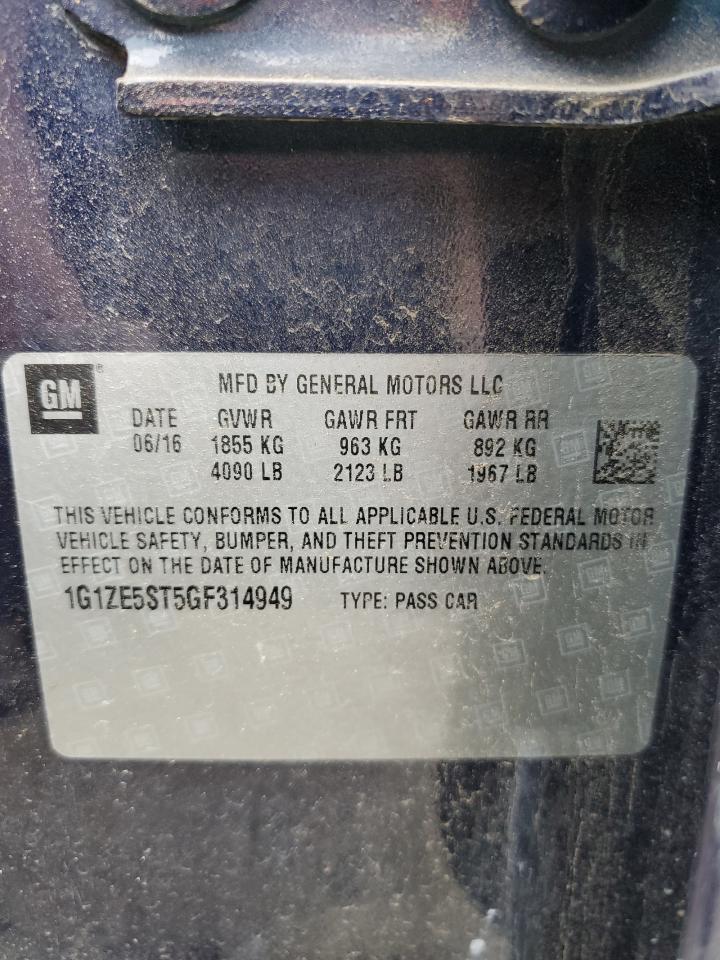 GM ®
MFD BY GENERAL MOTORS LLC
DATE GVWR GAWR FRT GAWR RR
06/16 1855 KG 963 KG 892 KG
4090 LB 2123 LB 1967 LB
THIS VEHICLE CONFORMS TO ALL APPLICABLE U.S. FEDERAL MOTOR
VEHICLE SAFETY, BUMPER, AND THEFT PREVENTION STANDARDS IN
EFFECT ON THE DATE OF MANUFACTURE SHOWN ABOVE.
1G1ZE5ST5GF314949 TYPE: PASS CAR